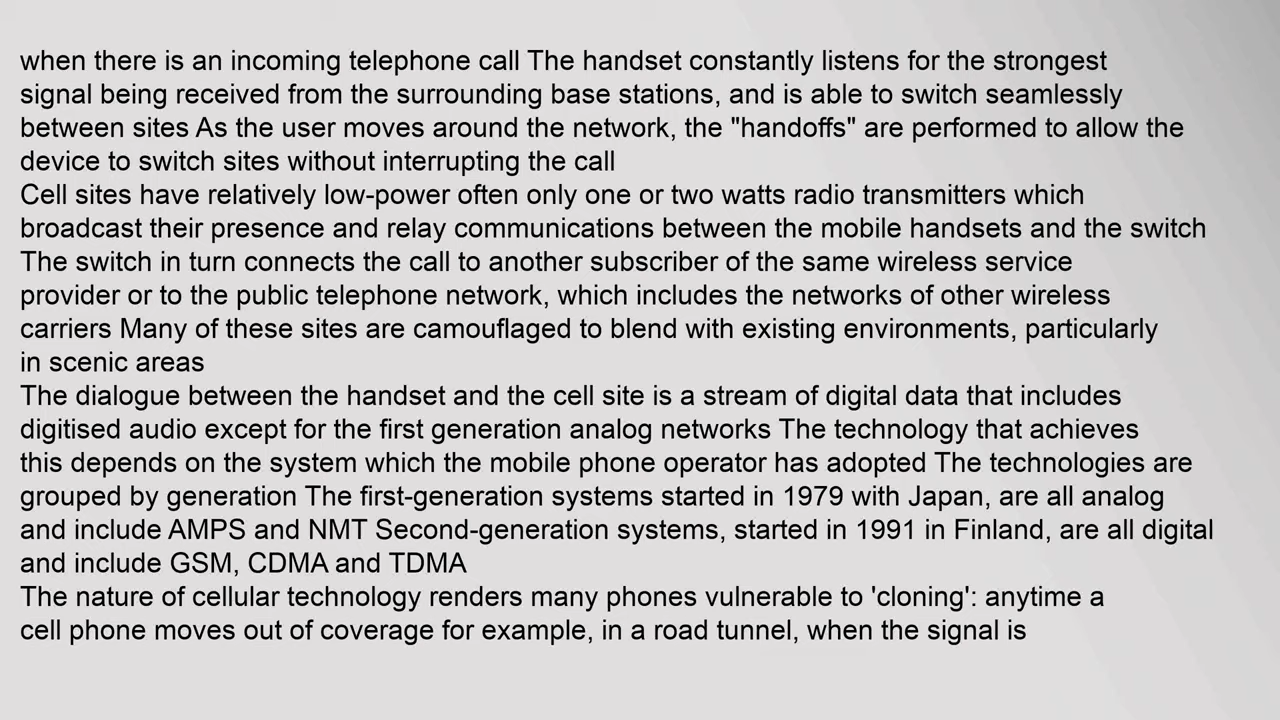 when there is an incoming telephone call The handset constantly listens for the strongest
signal being received from the surrounding base stations, and is able to switch seamlessly
between sites As the user moves around the network, the "handoffs" are performed to allow the
device to switch sites without interrupting the call
Cell sites have relatively low-power often only one or two watts radio transmitters which
broadcast their presence and relay communications between the mobile handsets and the switch
The switch in turn connects the call to another subscriber of the same wireless service
provider or to the public telephone network, which includes the networks of other wireless
carriers Many of these sites are camouflaged to blend with existing environments, particularly
in scenic areas
The dialogue between the handset and the cell site is a stream of digital data that includes
digitised audio except for the first generation analog networks The technology that achieves
this depends on the system which the mobile phone operator has adopted The technologies are
grouped by generation The first-generation systems started in 1979 with Japan, are all analog
and include AMPS and NMT Second-generation systems, started in 1991 in Finland, are all digital
and include GSM, CDMA and TDMA
The nature of cellular technology renders many phones vulnerable to 'cloning': anytime a
cell phone moves out of coverage for example, in a road tunnel, when the signal is